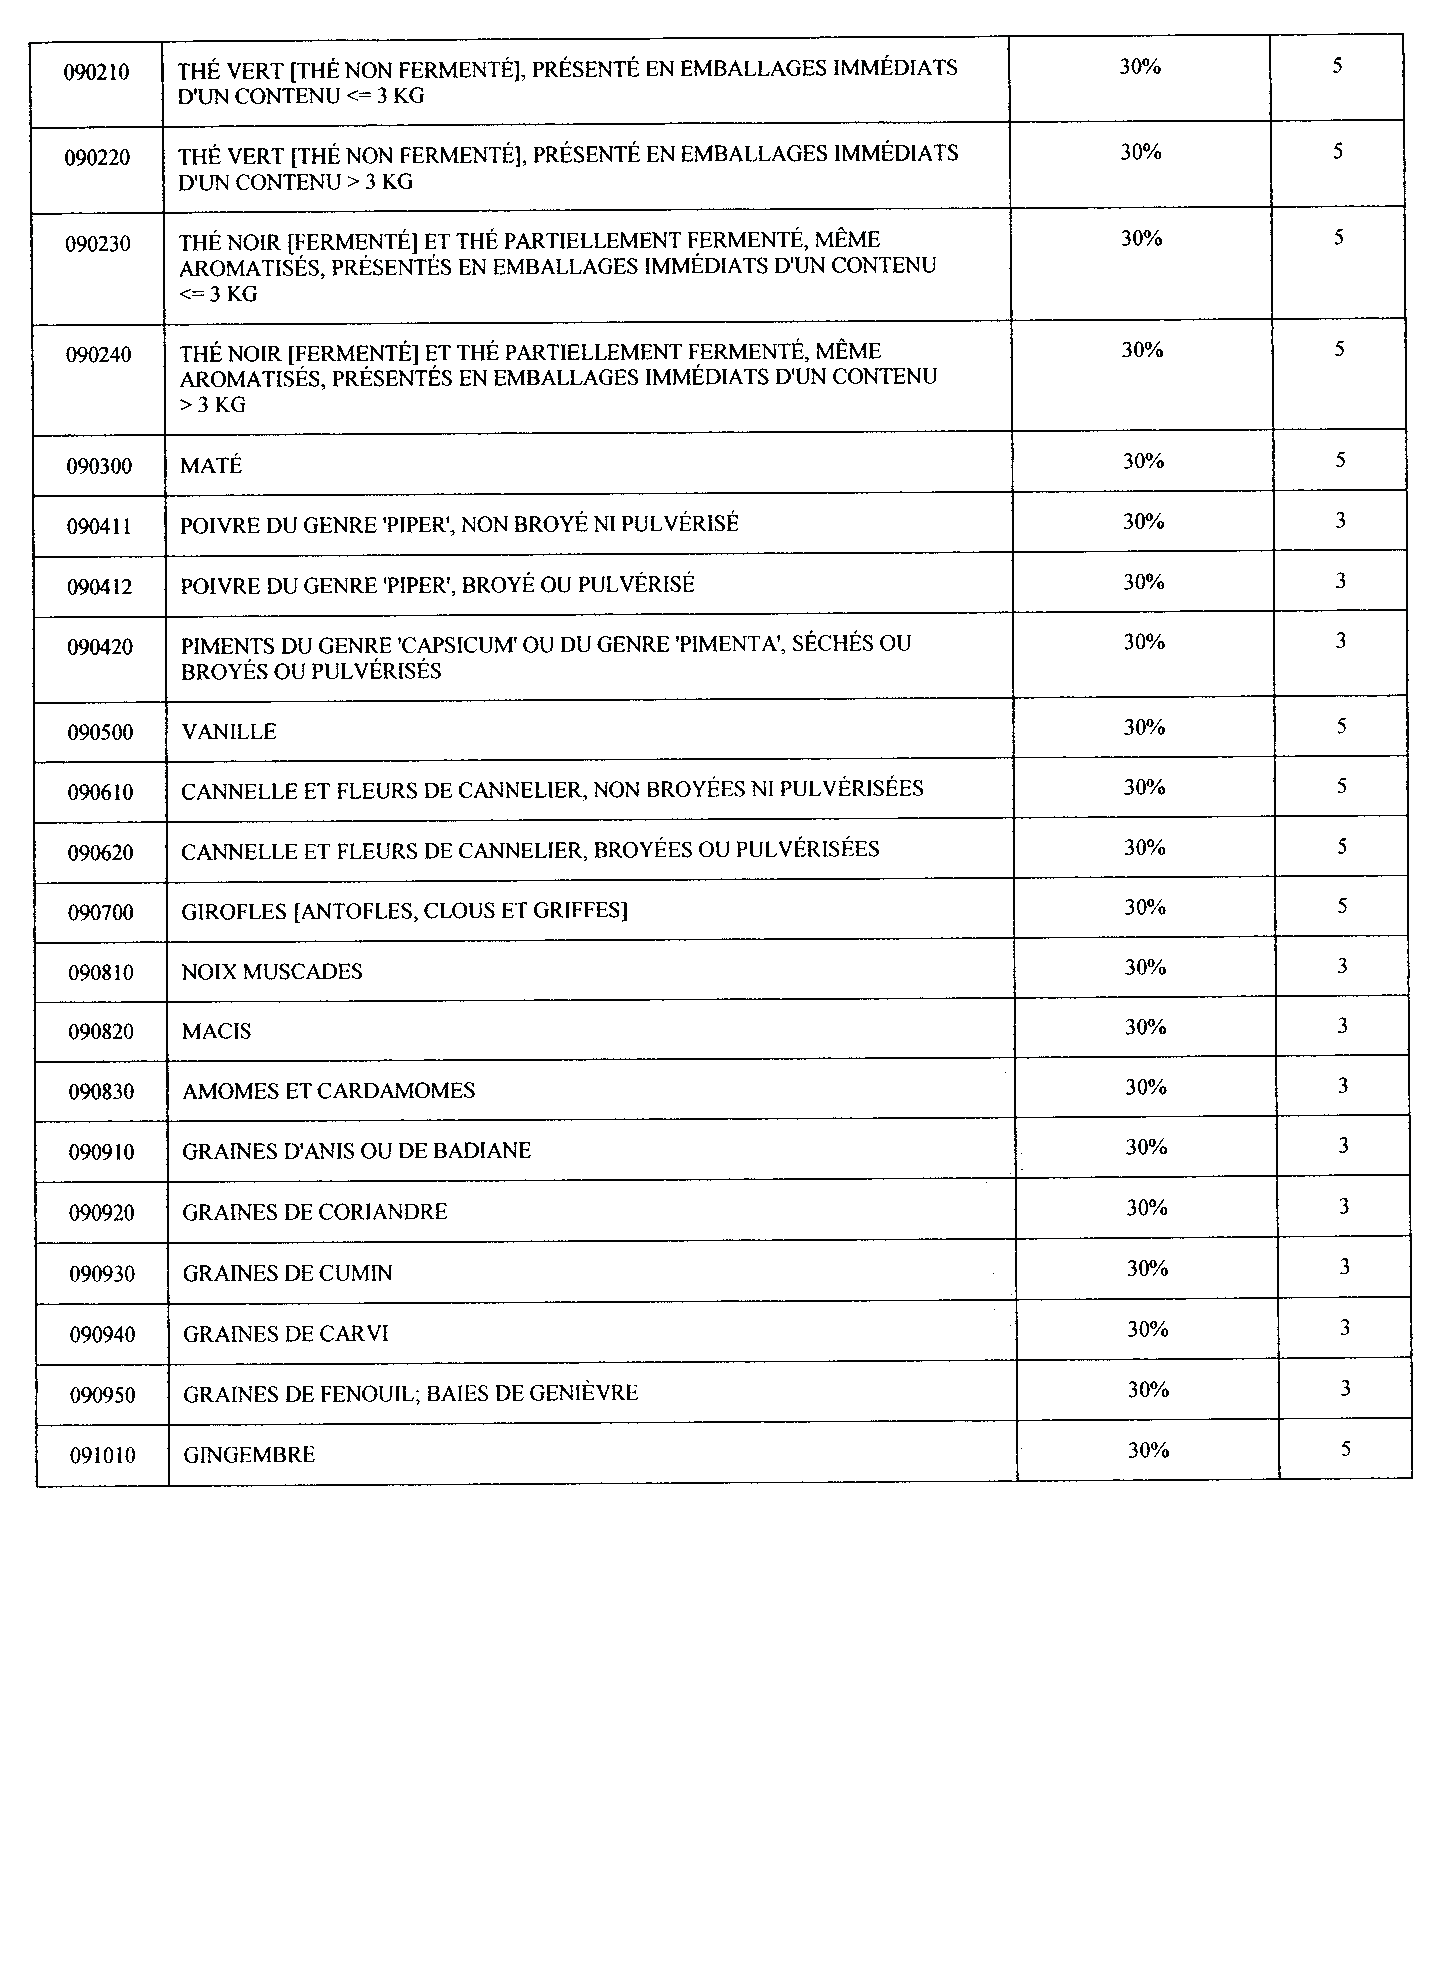 090210 THÉ VERT [THÉ NON FERMENTÉ], PRÉSENTÉ EN EMBALLAGES IMMÉDIATS 30% 5
D'UN CONTENU <= 3 KG
090220 THÉ VERT [THÉ NON FERMENTÉ], PRÉSENTÉ EN EMBALLAGES IMMÉDIATS 30% 5
D'UN CONTENU > 3 KG
090230 THÉ NOIR [FERMENTÉ] ET THÉ PARTIELLEMENT FERMENTÉ, MÊME 30% 5
AROMATISÉS, PRÉSENTÉS EN EMBALLAGES IMMÉDIATS D'UN CONTENU
<= 3 KG
090240 THÉ NOIR [FERMENTÉ] ET THÉ PARTIELLEMENT FERMENTÉ, MÊME 30% 5
AROMATISÉS, PRÉSENTÉS EN EMBALLAGES IMMÉDIATS D'UN CONTENU
> 3 KG
090300 MATÉ 30% 5
090411 POIVRE DU GENRE 'PIPER', NON BROYÉ NI PULVÉRISÉ 30% 3
090412 POIVRE DU GENRE 'PIPER', BROYÉ OU PULVÉRISÉ 30% 3
090420 PIMENTS DU GENRE 'CAPSICUM' OU DU GENRE 'PIMENTA', SÉCHÉS OU 30% 3
BROYÉS OU PULVÉRISÉS
090500 VANILLE 30% 5
090610 CANNELLE ET FLEURS DE CANNELIER, NON BROYÉES NI PULVÉRISÉES 30% 5
090620 CANNELLE ET FLEURS DE CANNELIER, BROYÉES OU PULVÉRISÉES 30% 5
090700 GIROFLES [ANTOFLES, CLOUS ET GRIFFES] 30% 5
090810 NOIX MUSCADES 30% 3
090820 MACIS 30% 3
090830 AMOMES ET CARDAMOMES 30% 3
090910 GRAINES D'ANIS OU DE BADIANE 30% 3
090920 GRAINES DE CORIANDRE 30% 3
090930 GRAINES DE CUMIN 30% 3
090940 GRAINES DE CARVI 30% 3
090950 GRAINES DE FENOUIL; BAIES DE GENIÈVRE 30% 3
091010 GINGEMBRE 30% 5